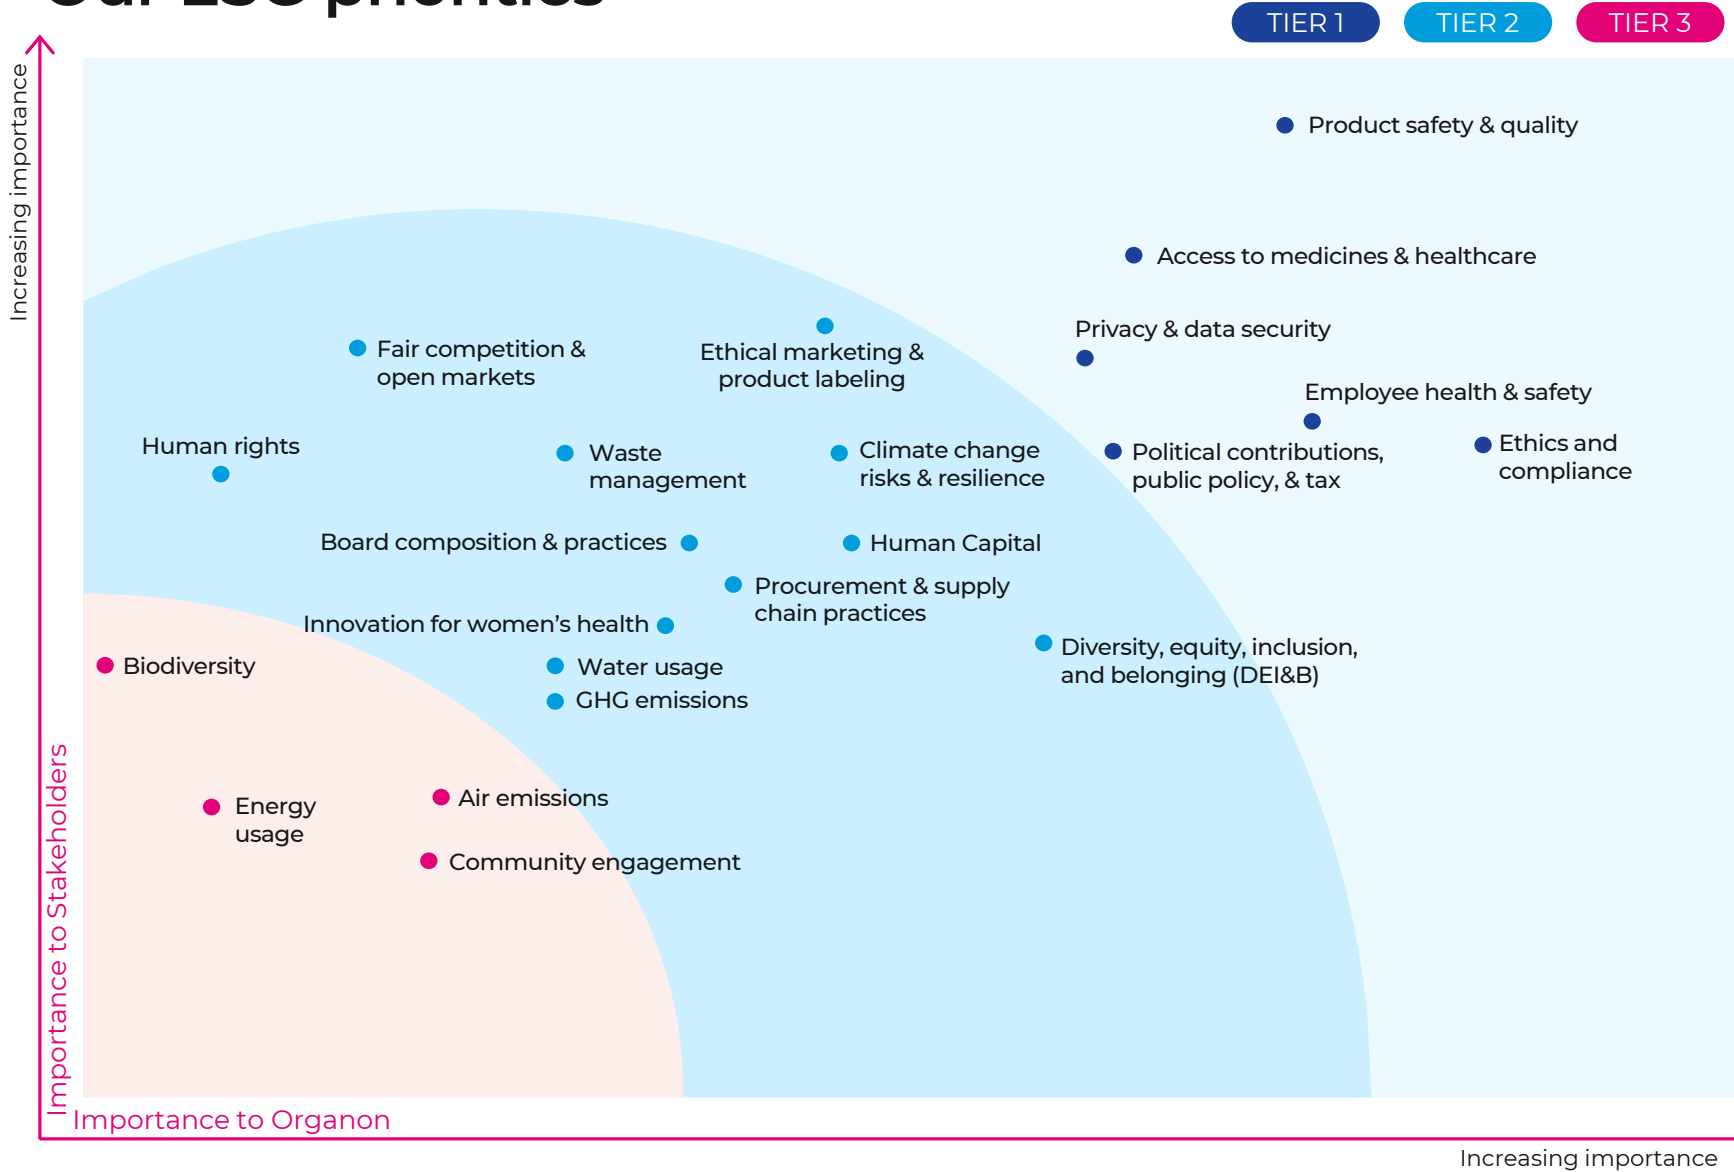 Our ESG priorities
TIER 1
TIER 2
TIER 3
Increasing importance
Product safety & quality
Access to medicines & healthcare
Privacy & data security
Fair competition &
open markets
Ethical marketing &
product labeling
Employee health & safety
Human rights
Waste
management
Climate change
risks & resilience
Political contributions,
public policy, & tax
Ethics and
compliance
Board composition & practices
Human Capital
Procurement & supply
chain practices
Innovation for women's health
Diversity, equity, inclusion,
and belonging (DEI&B)
Biodiversity
Water usage
GHG emissions
Energy
usage
Air emissions
Community engagement
Importance to Stakeholders
Importance to Organon
Increasing importance